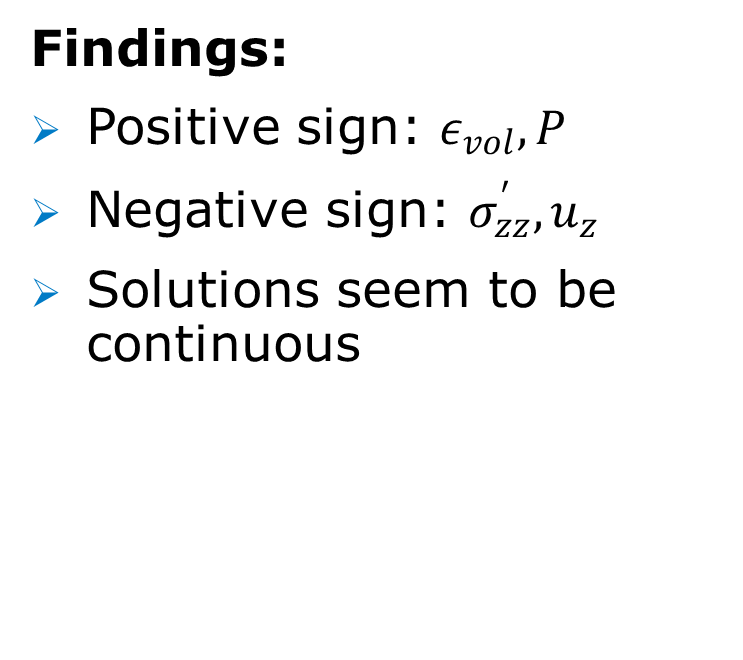 Findings:
➢ Positive sign: ϵ_vol, P
➢ Negative sign: σ'_zz, u_z
➢ Solutions seem to be
continuous